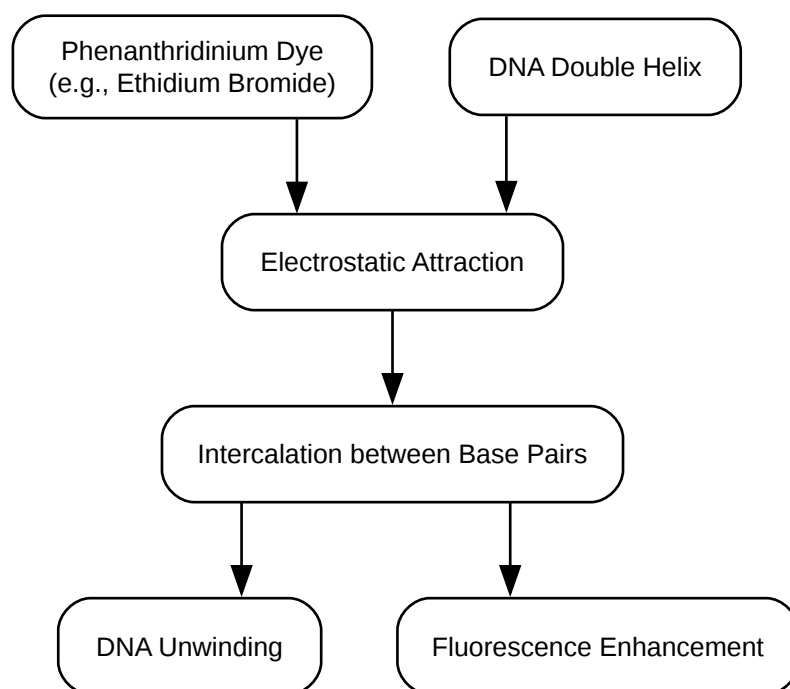 Phenanthridinium Dye
(e.g., Ethidium Bromide)
DNA Double Helix
Electrostatic Attraction
Intercalation between Base Pairs
DNA Unwinding
Fluorescence Enhancement